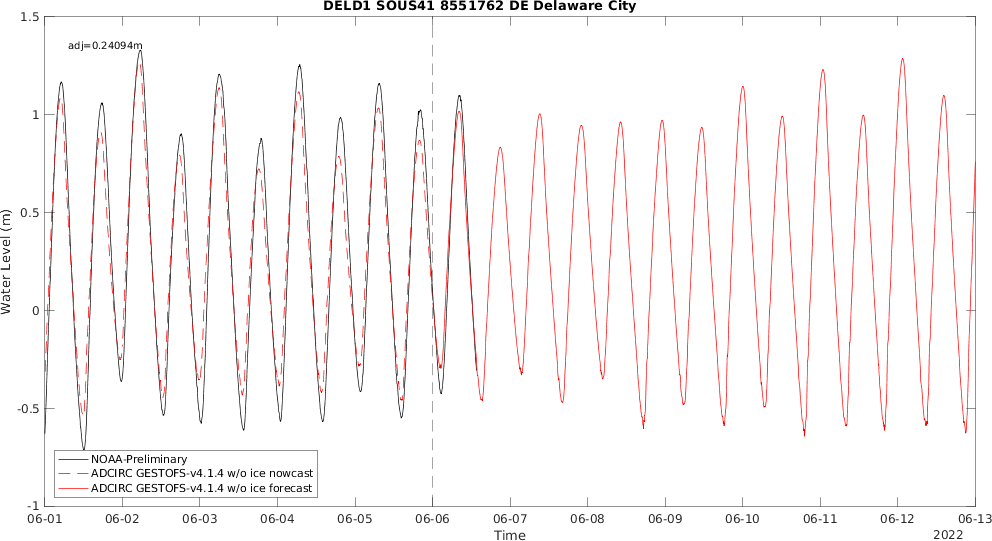 DELD1 SOUS41 8551762 DE Delaware City
adj=0.24094m
1.5
1
0.5
0
-0.5
-1
Water Level (m)
NOAA-Preliminary
ADCIRC GESTOFS-v4.1.4 w/o ice nowcast
ADCIRC GESTOFS-v4.1.4 w/o ice forecast
06-01 06-02 06-03 06-04 06-05 06-06 06-07 06-08 06-09 06-10 06-11 06-12 06-13
Time
2022